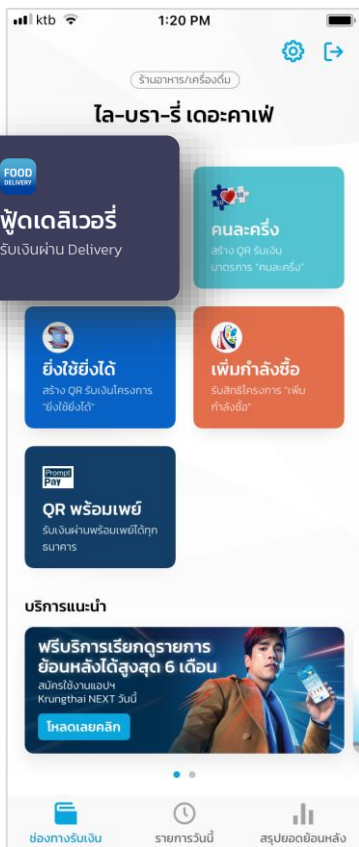 ktb
1:20 PM
ร้านอาหาร/เครื่องดื่ม
ไล-บรา-รี่ เดอะคาเฟ่
FOOD
DELIVERY
ฟู้ดเดลิเวอรี่
รับเงินผ่าน Delivery
คนละครึ่ง
สร้าง QR รับเงิน
มาตรการ "คนละครึ่ง"
ยิ่งใช้ยิ่งได้
สร้าง QR รับเงินโครงการ
"ยิ่งใช้ยิ่งได้"
เพิ่มกำลังซื้อ
รับสิทธิโครงการ "เพิ่ม
กำลังซื้อ"
Prompt
Pay
QR พร้อมเพย์
รับเงินผ่านพร้อมเพย์ได้ทุก
ธนาคาร
บริการแนะนำ
ฟรีบริการเรียกดูรายการ
ย้อนหลังได้สูงสุด 6 เดือน
สมัครใช้งานแอปฯ
Krungthai NEXT วันนี้
โหลดเลยคลิก
ช่องทางรับเงิน
รายการวันนี้
สรุปยอดย้อนหลัง